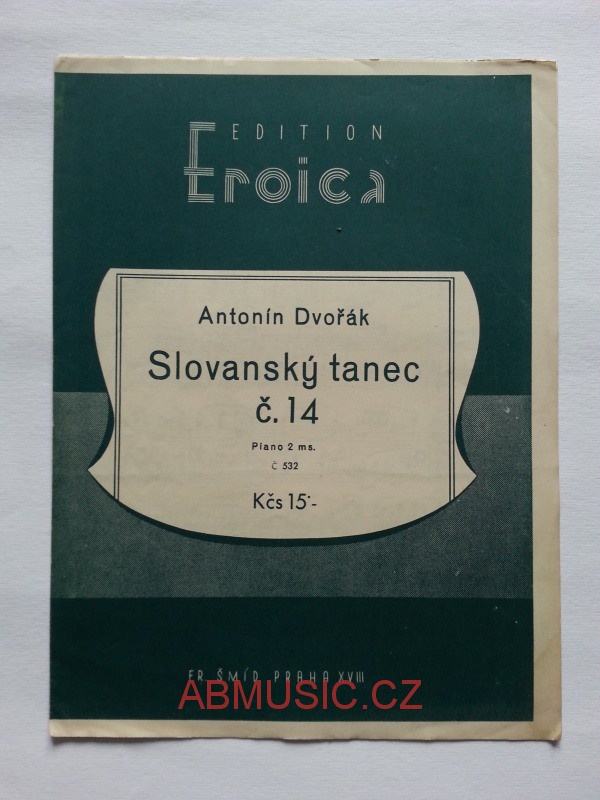 EDITION
Eroica
Antonín Dvořák
Slovanský tanec
č. 14
Piano 2 ms.
Č 532
Kčs 15·-
FR. ŠMÍD PRAHA XVIII
ABMUSIC.CZ